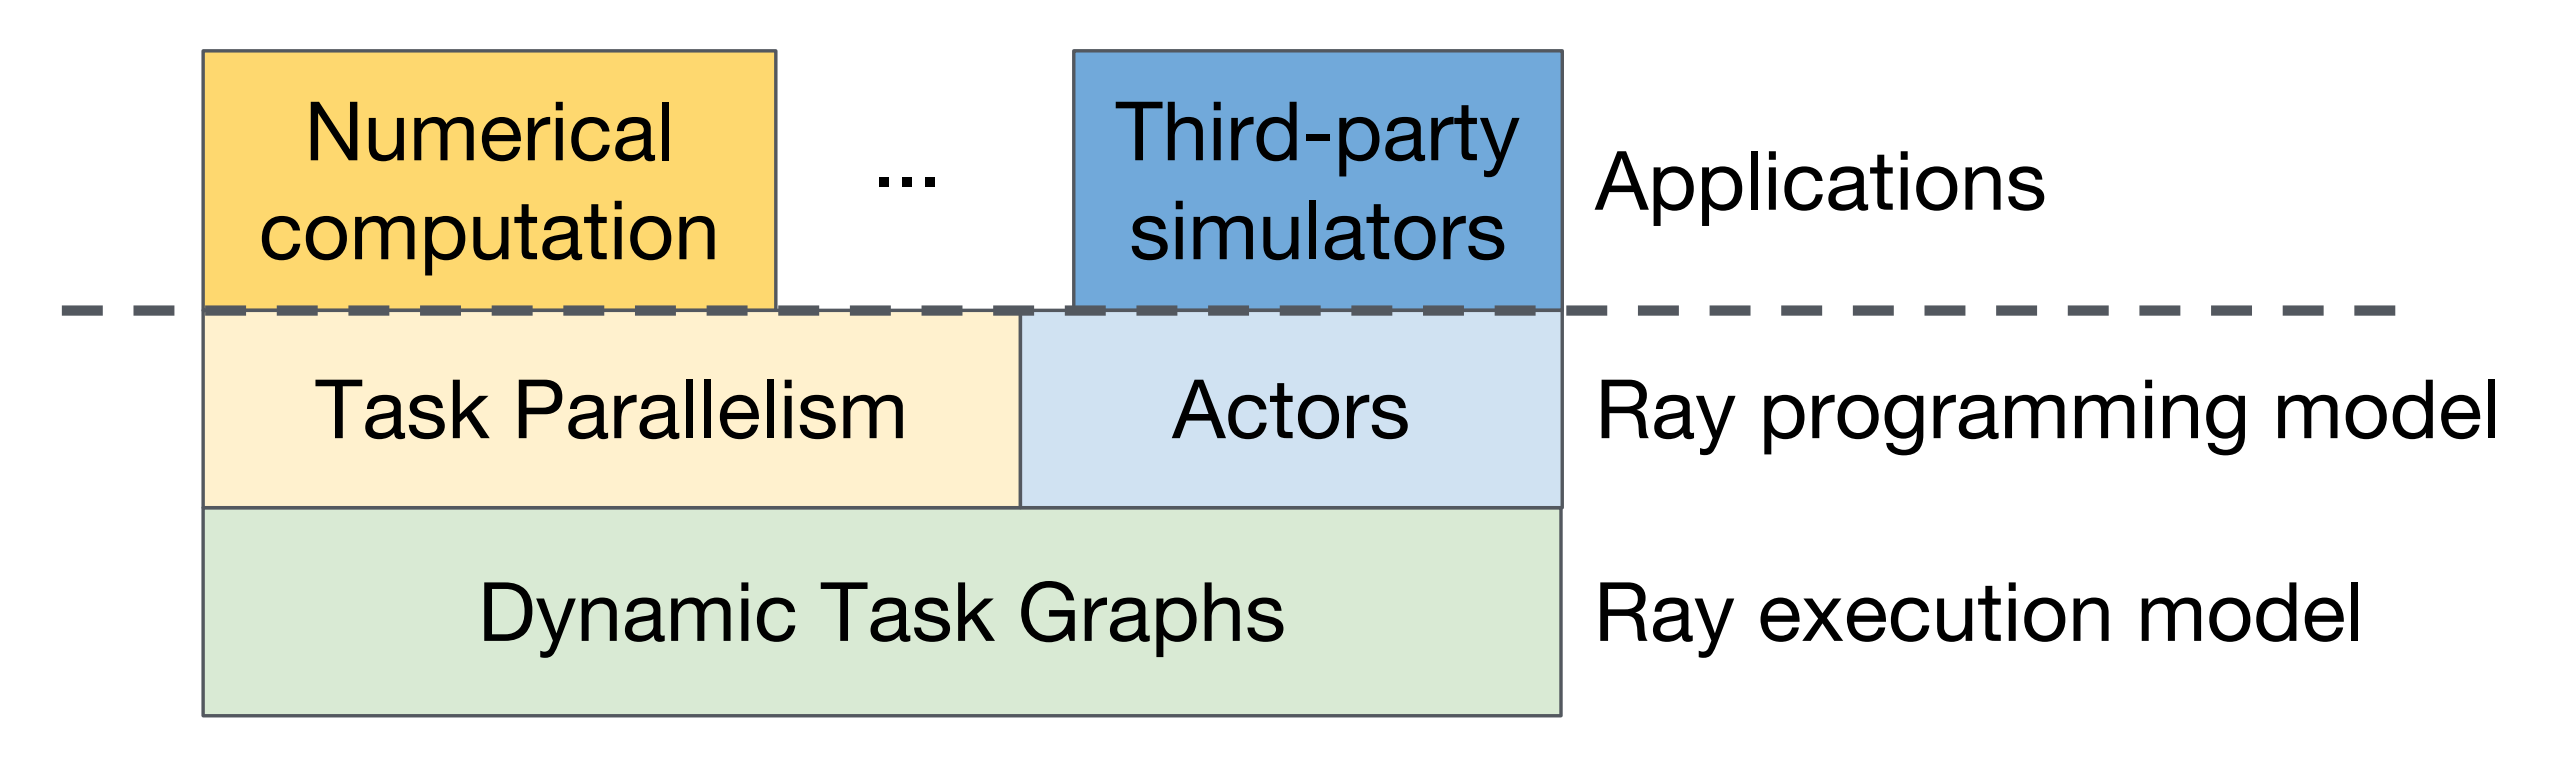 Numerical
computation
...
Third-party
simulators
Applications
Task Parallelism
Actors
Ray programming model
Dynamic Task Graphs
Ray execution model